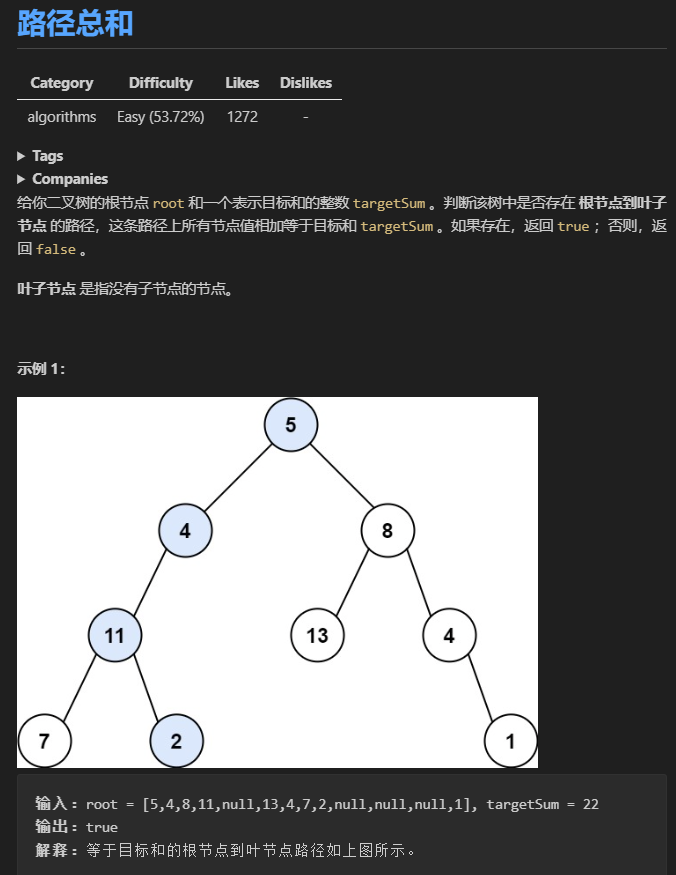 路径总和
Category Difficulty Likes Dislikes
algorithms Easy (53.72%) 1272 -
Tags
Companies
给你二叉树的根节点 root 和一个表示目标和的整数 targetSum 。判断该树中是否存在 根节点到叶子
节点 的路径，这条路径上所有节点值相加等于目标和 targetSum 。如果存在，返回 true ；否则，返
回 false 。
叶子节点 是指没有子节点的节点。
示例 1：
5
4 8
11 13 4
7 2 1
输入：root = [5,4,8,11,null,13,4,7,2,null,null,null,1], targetSum = 22
输出：true
解释：等于目标和的根节点到叶节点路径如上图所示。